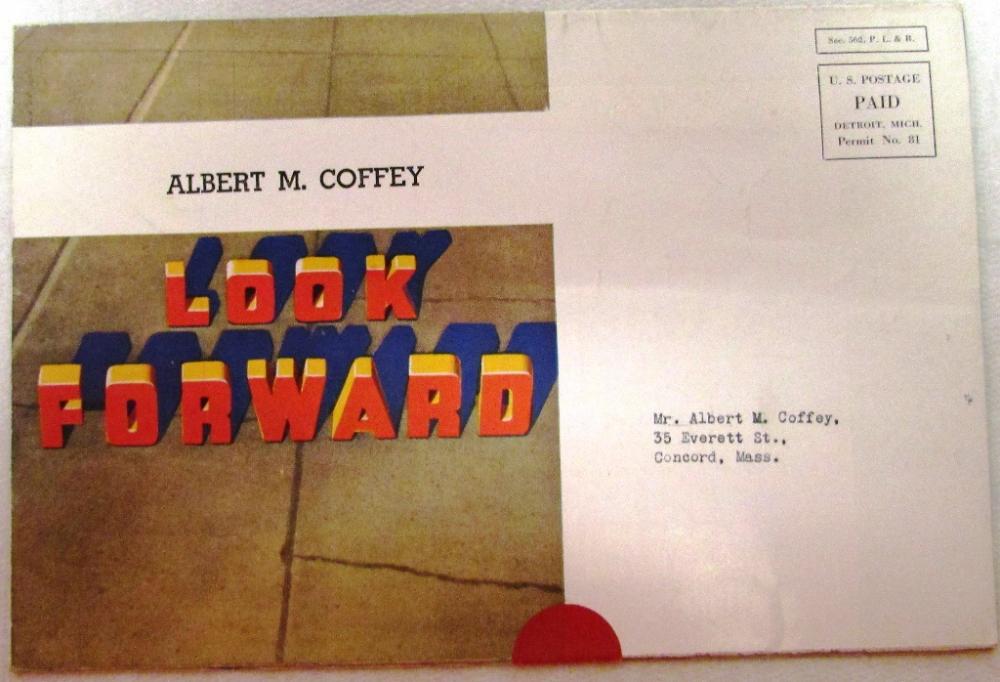 Sec. 562, P. L. & R.
U. S. POSTAGE
PAID
DETROIT, MICH.
Permit No. 81
ALBERT M. COFFEY
LOOK
FORWARD
Mr. Albert M. Coffey,
35 Everett St.,
Concord, Mass.